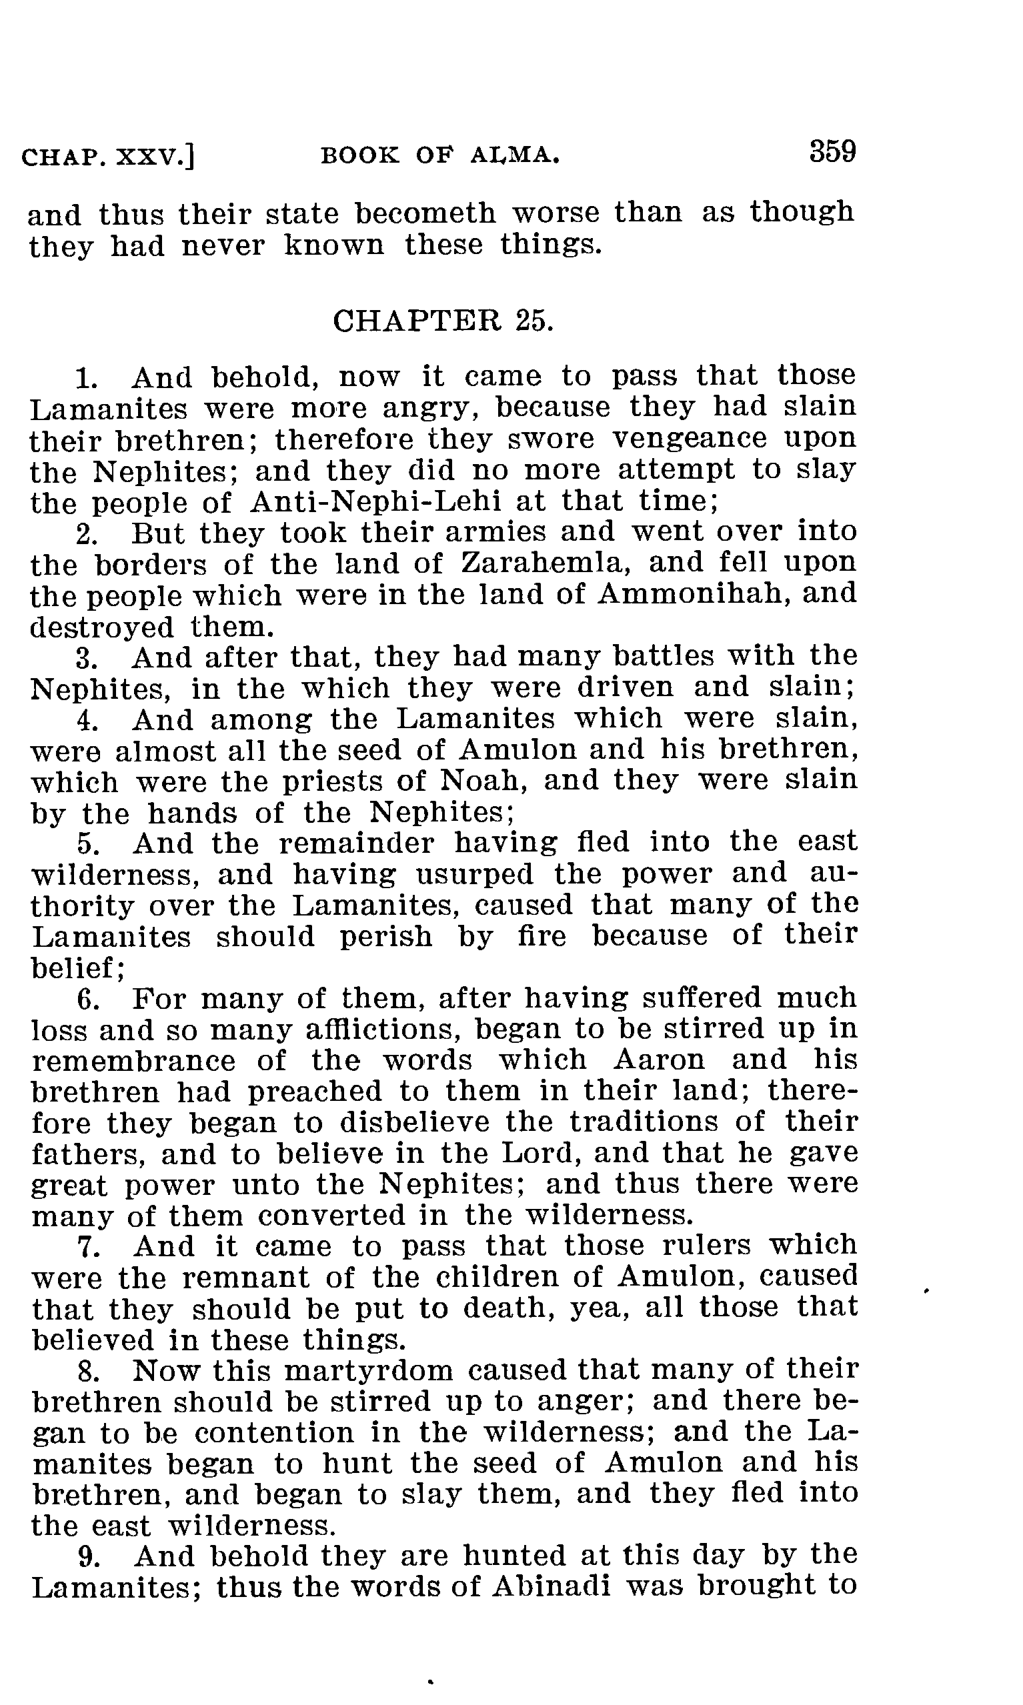 CHAP. XXV.] BOOK OF ALMA. 359
and thus their state becometh worse than as though
they had never known these things.
CHAPTER 25.
1. And behold, now it came to pass that those
Lamanites were more angry, because they had slain
their brethren; therefore they swore vengeance upon
the Nephites; and they did no more attempt to slay
the people of Anti-Nephi-Lehi at that time;
2. But they took their armies and went over into
the borders of the land of Zarahemla, and fell upon
the people which were in the land of Ammonihah, and
destroyed them.
3. And after that, they had many battles with the
Nephites, in the which they were driven and slain;
4. And among the Lamanites which were slain,
were almost all the seed of Amulon and his brethren,
which were the priests of Noah, and they were slain
by the hands of the Nephites;
5. And the remainder having fled into the east
wilderness, and having usurped the power and au-
thority over the Lamanites, caused that many of the
Lamanites should perish by fire because of their
belief;
6. For many of them, after having suffered much
loss and so many afflictions, began to be stirred up in
remembrance of the words which Aaron and his
brethren had preached to them in their land; there-
fore they began to disbelieve the traditions of their
fathers, and to believe in the Lord, and that he gave
great power unto the Nephites; and thus there were
many of them converted in the wilderness.
7. And it came to pass that those rulers which
were the remnant of the children of Amulon, caused
that they should be put to death, yea, all those that
believed in these things.
8. Now this martyrdom caused that many of their
brethren should be stirred up to anger; and there be-
gan to be contention in the wilderness; and the La-
manites began to hunt the seed of Amulon and his
brethren, and began to slay them, and they fled into
the east wilderness.
9. And behold they are hunted at this day by the
Lamanites; thus the words of Abinadi was brought to